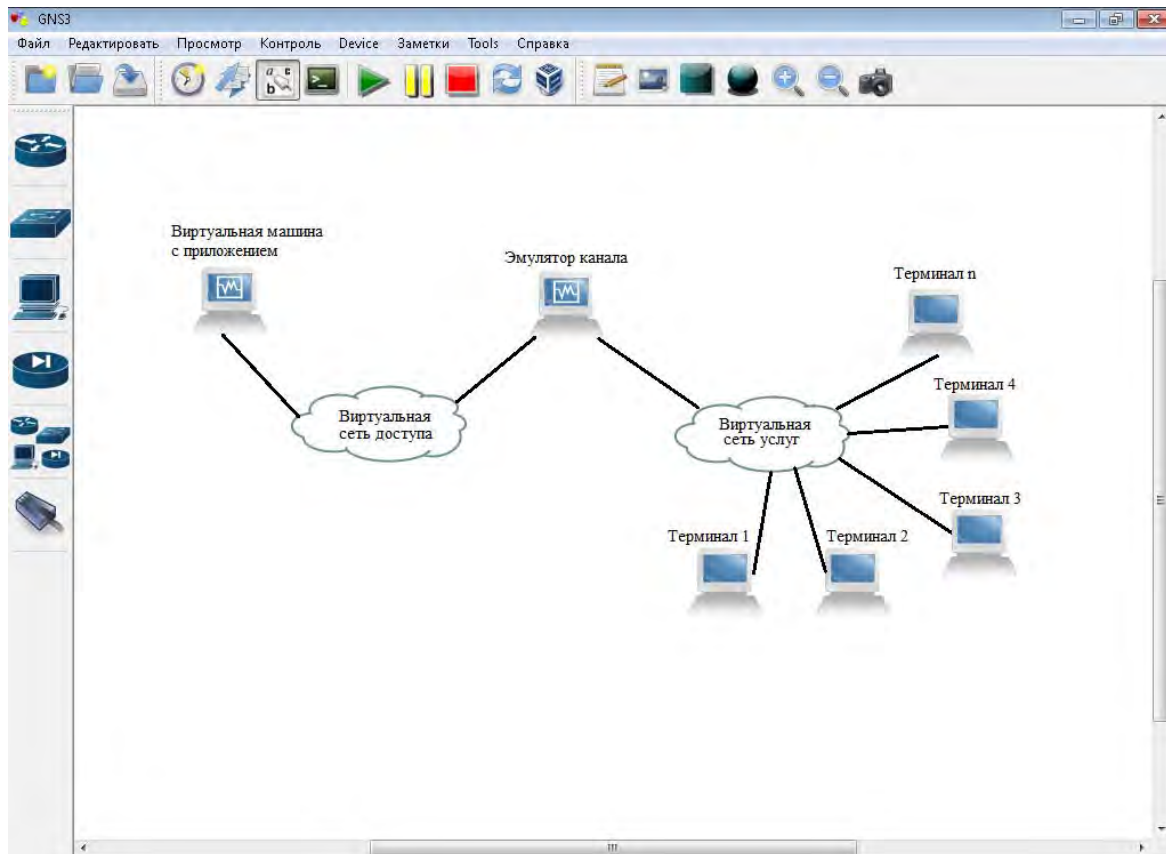 GNS3
Файл Редактировать Просмотр Контроль Device Заметки Tools Справка
Виртуальная машина
с приложением
Эмулятор канала
Терминал n
Терминал 4
Виртуальная
сеть доступа
Виртуальная
сеть услуг
Терминал 3
Терминал 1
Терминал 2